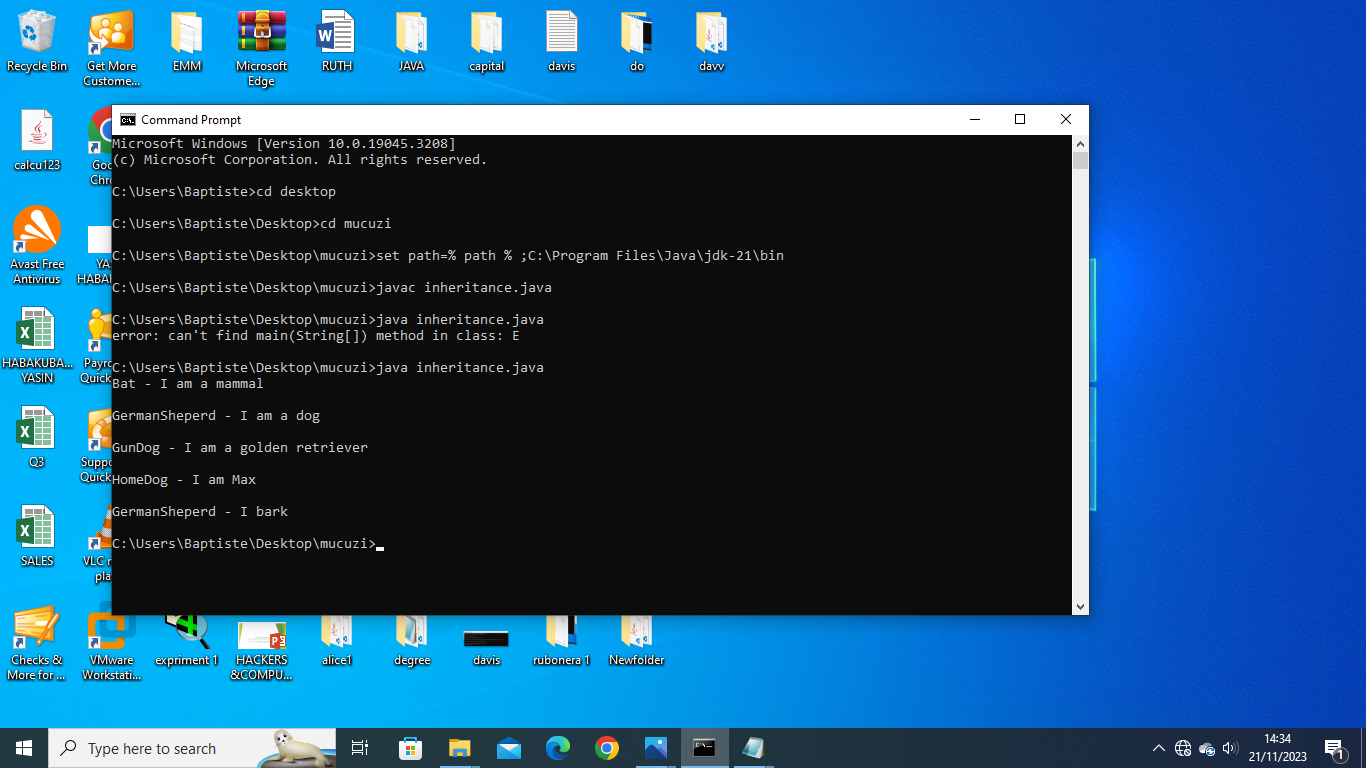 Recycle Bin
Get More
Custome...
EMM
Microsoft
Edge
RUTH
JAVA
capital
davis
do
davv
calcu123
Goo
Chro
Avast Free
Antivirus
YA
HABA
HABAKUBA...
YASIN
Payro
Quick
Q3
Suppo
Quick
SALES
VLC m
pla
Command Prompt
Microsoft Windows [Version 10.0.19045.3208]
(c) Microsoft Corporation. All rights reserved.
C:\Users\Baptiste>cd desktop
C:\Users\Baptiste\Desktop>cd mucuzi
C:\Users\Baptiste\Desktop\mucuzi>set path=% path % ;C:\Program Files\Java\jdk-21\bin
C:\Users\Baptiste\Desktop\mucuzi>javac inheritance.java
C:\Users\Baptiste\Desktop\mucuzi>java inheritance.java
error: can't find main(String[]) method in class: E
C:\Users\Baptiste\Desktop\mucuzi>java inheritance.java
Bat - I am a mammal
GermanSheperd - I am a dog
GunDog - I am a golden retriever
HomeDog - I am Max
GermanSheperd - I bark
C:\Users\Baptiste\Desktop\mucuzi>
Checks &
More for ...
VMware
Workstati...
expriment 1
HACKERS
&COMPU...
alice1
degree
davis
rubonera 1
Newfolder
Type here to search
14:34
21/11/2023
1